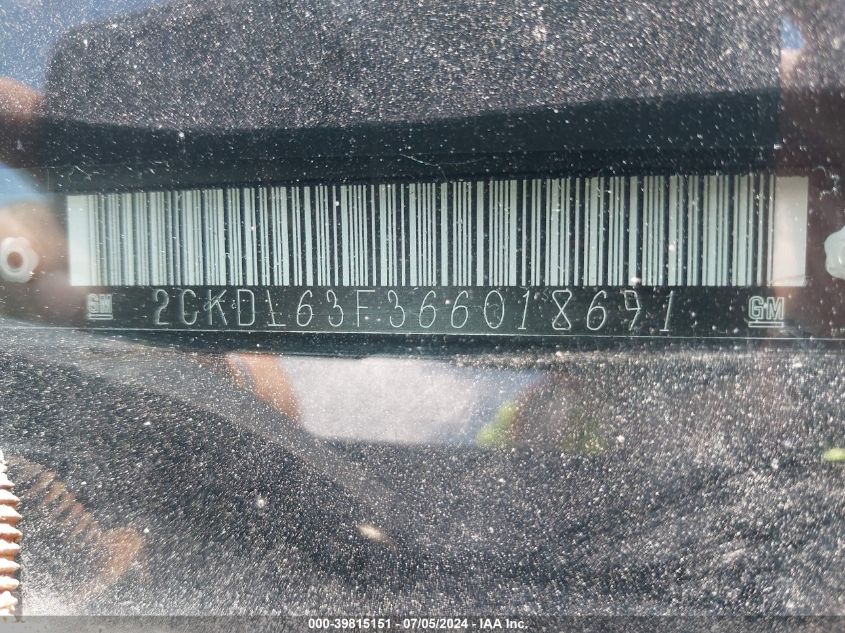 GM 2CKDL63F366018691 GM
000-39815151 - 07/05/2024 - IAA, Inc.